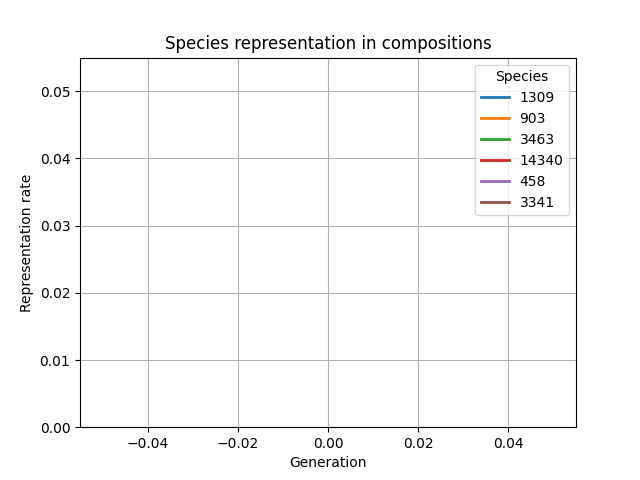 Species representation in compositions
Species
1309
903
3463
14340
458
3341
0.05
0.04
0.03
0.02
0.01
0.00
Representation rate
−0.04 −0.02 0.00 0.02 0.04
Generation